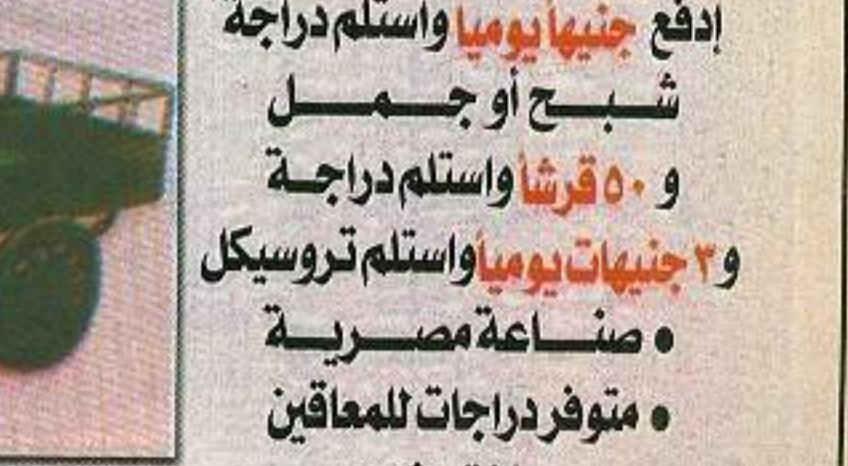 إدفع جنيهاً يومياً واستلم دراجة
شبح أو جمل
و ٥٠ قرشاً واستلم دراجة
و٣ جنيهات يومياً واستلم تروسيكل
• صناعة مصرية
• متوفر دراجات للمعاقين